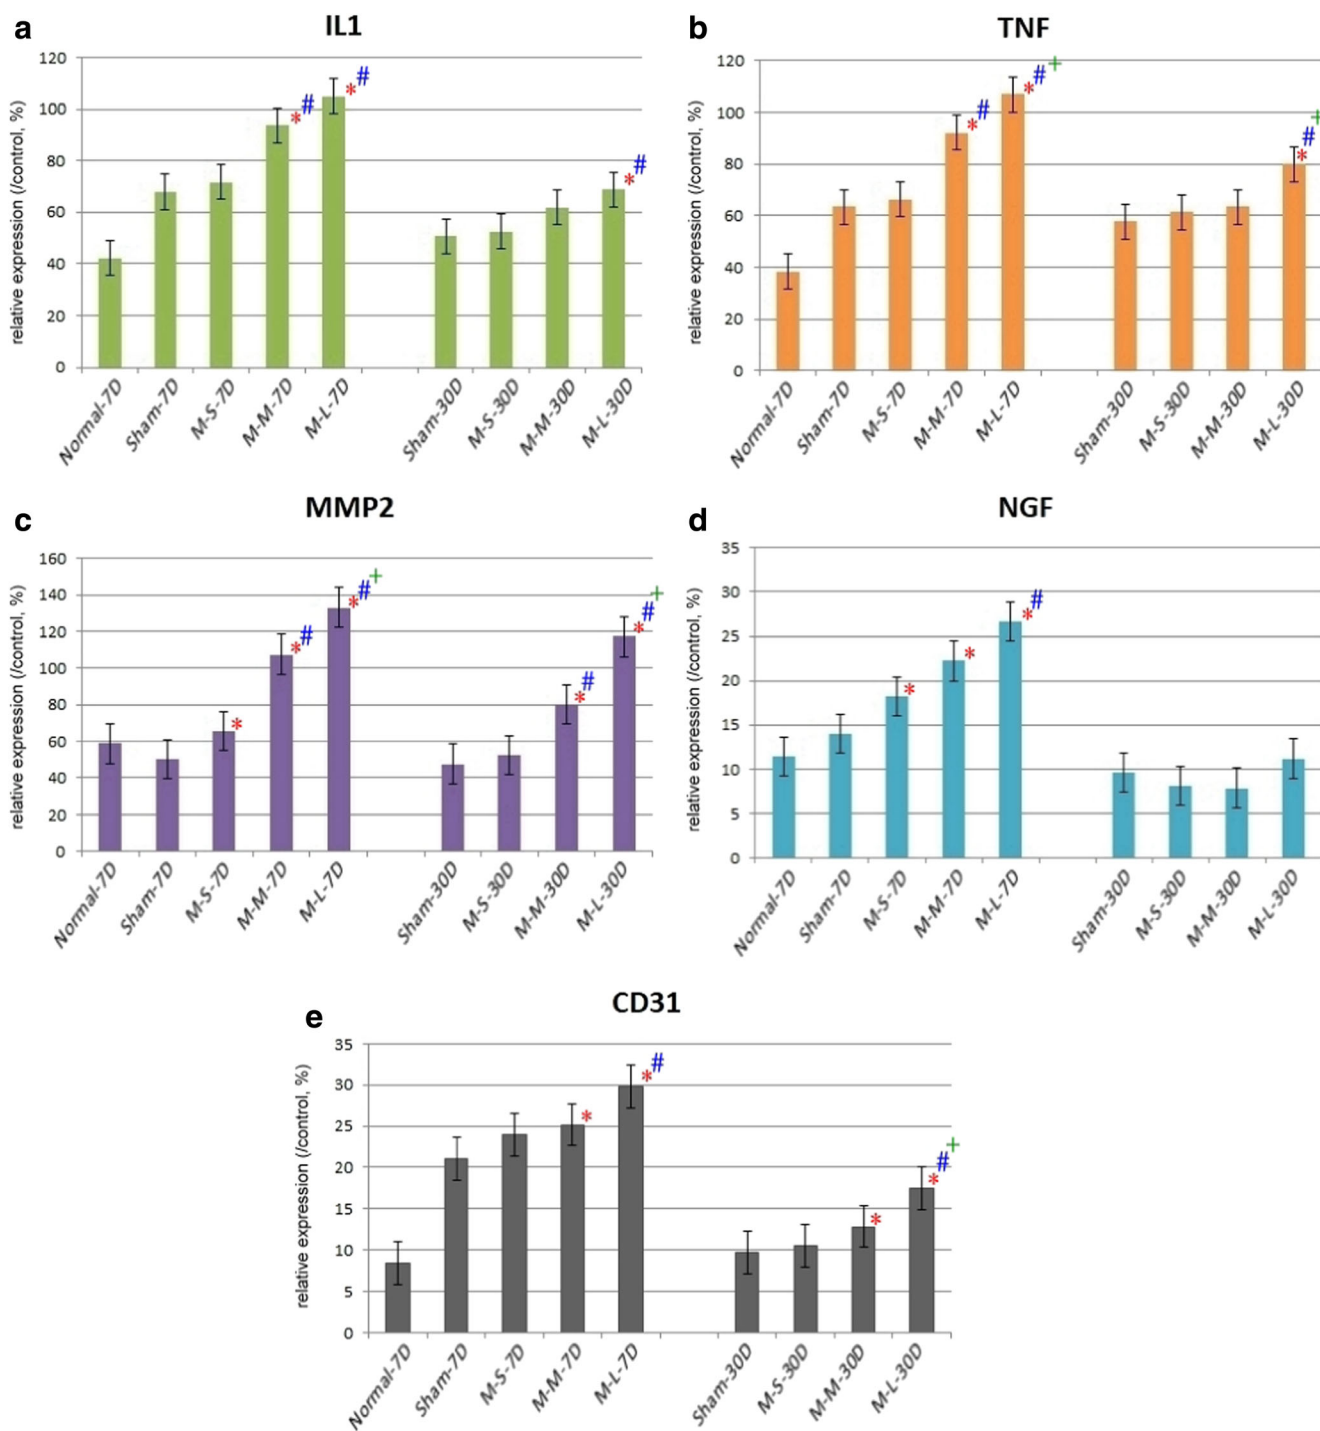 a
IL1
relative expression (/control, %)
120
100
80
60
40
20
0
# * # * # *
Normal-7D Sham-7D M-S-7D M-M-7D M-L-7D Sham-30D M-S-30D M-M-30D M-L-30D
b
TNF
relative expression (/control, %)
120
100
80
60
40
20
0
# * + # * + # *
Normal-7D Sham-7D M-S-7D M-M-7D M-L-7D Sham-30D M-S-30D M-M-30D M-L-30D
c
MMP2
relative expression (/control, %)
160
140
120
100
80
60
40
20
0
* # * + # * # * + # *
Normal-7D Sham-7D M-S-7D M-M-7D M-L-7D Sham-30D M-S-30D M-M-30D M-L-30D
d
NGF
relative expression (/control, %)
35
30
25
20
15
10
5
0
* * # *
Normal-7D Sham-7D M-S-7D M-M-7D M-L-7D Sham-30D M-S-30D M-M-30D M-L-30D
e
CD31
relative expression (/control, %)
35
30
25
20
15
10
5
0
* # * * + # *
Normal-7D Sham-7D M-S-7D M-M-7D M-L-7D Sham-30D M-S-30D M-M-30D M-L-30D